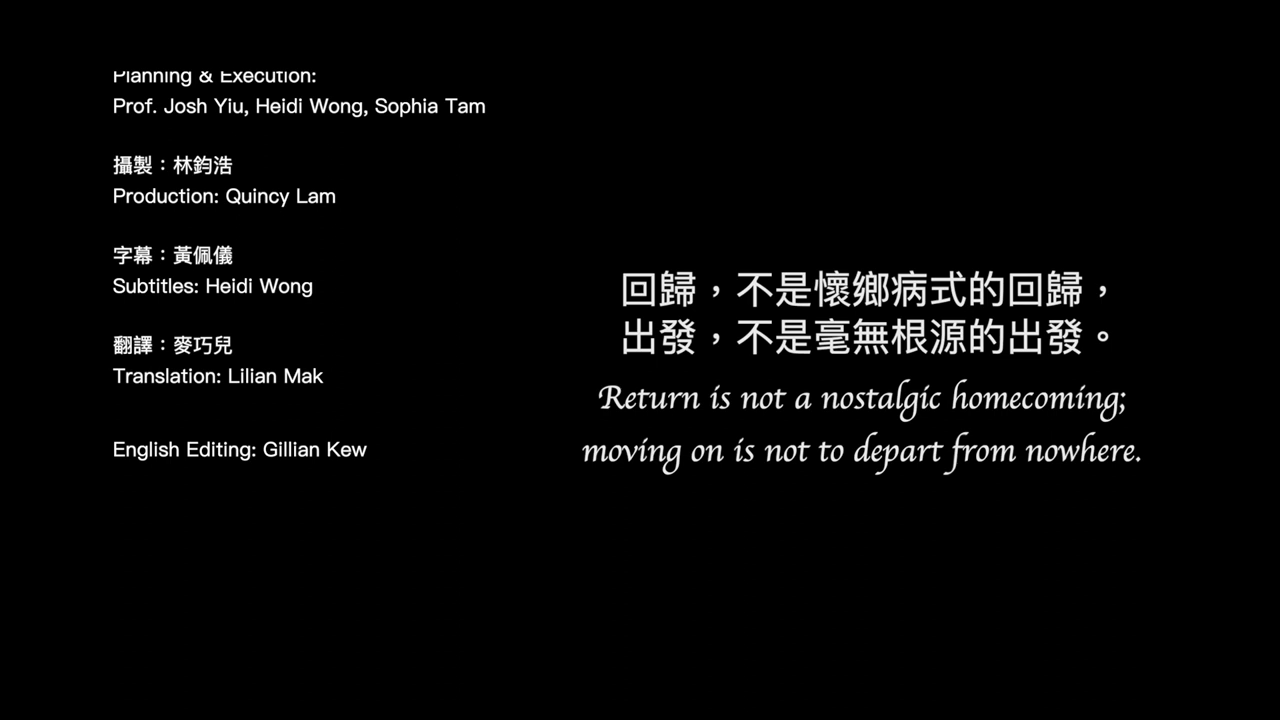 Planning & Execution:
Prof. Josh Yiu, Heidi Wong, Sophia Tam
攝製：林鈞浩
Production: Quincy Lam
字幕：黃佩儀
Subtitles: Heidi Wong
翻譯：麥巧兒
Translation: Lilian Mak
English Editing: Gillian Kew
回歸，不是懷鄉病式的回歸，
出發，不是毫無根源的出發。
Return is not a nostalgic homecoming;
moving on is not to depart from nowhere.